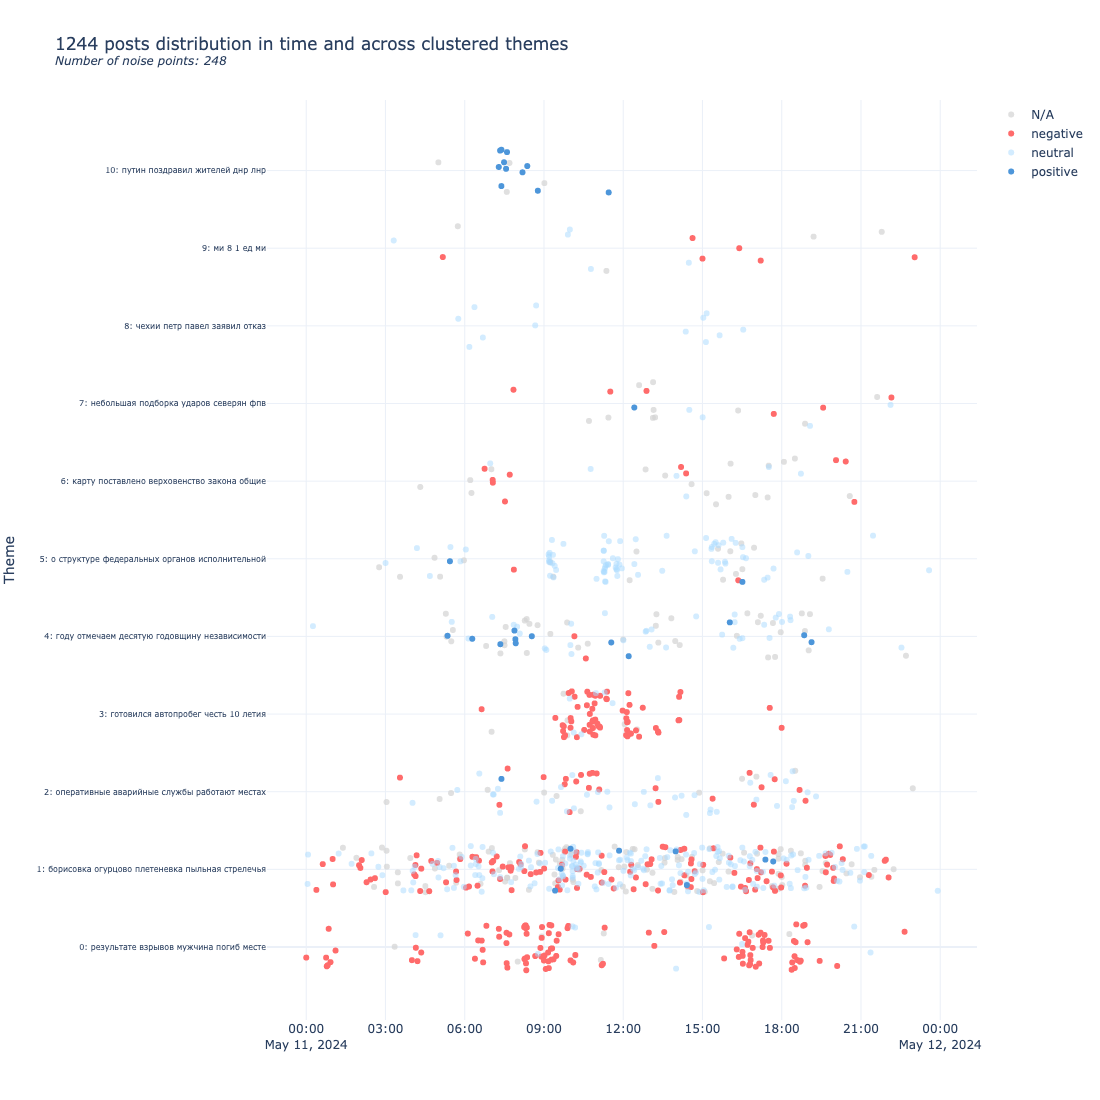 1244 posts distribution in time and across clustered themes
Number of noise points: 248
N/A
negative
neutral
positive
Theme
10: путин поздравил жителей днр лнр
9: ми 8 1 ед ми
8: чехии петр павел заявил отказ
7: небольшая подборка ударов северян фпв
6: карту поставлено верховенство закона общие
5: о структуре федеральных органов исполнительной
4: году отмечаем десятую годовщину независимости
3: готовился автопробег честь 10 летия
2: оперативные аварийные службы работают местах
1: борисовка огурцово плетеневка пыльная стрелечья
0: результате взрывов мужчина погиб месте
00:00 03:00 06:00 09:00 12:00 15:00 18:00 21:00 00:00
May 11, 2024 May 12, 2024